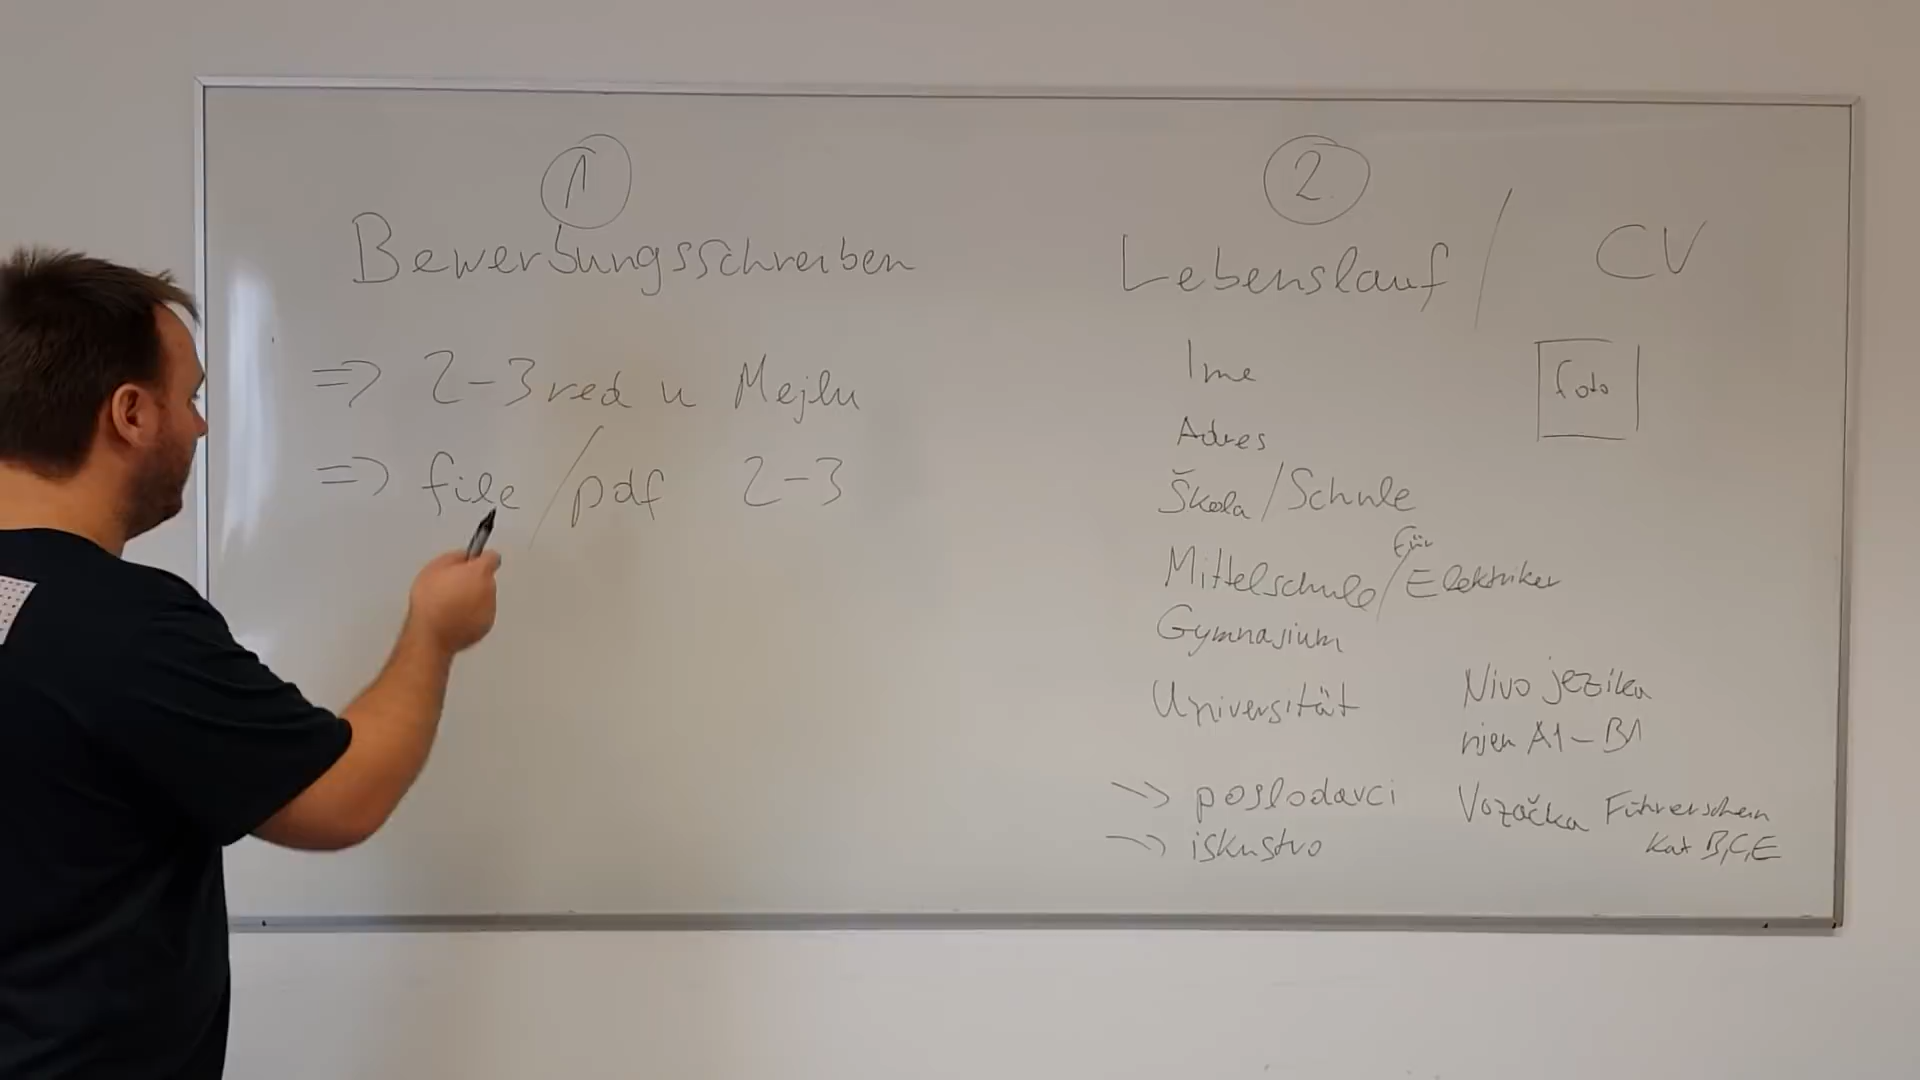 1
Bewerbungsschreiben
=> 2-3 red u Mejlu
=> file / pdf 2-3
2.
Lebenslauf / CV
Ime
foto
Adres
Škola / Schule
Mittelschule / für Elektriker
Gymnasium
Universität
-> poslodavci
-> iskustvo
Nivo jezika
njem A1-B1
Vozačka Führerschein
Kat B,C,E